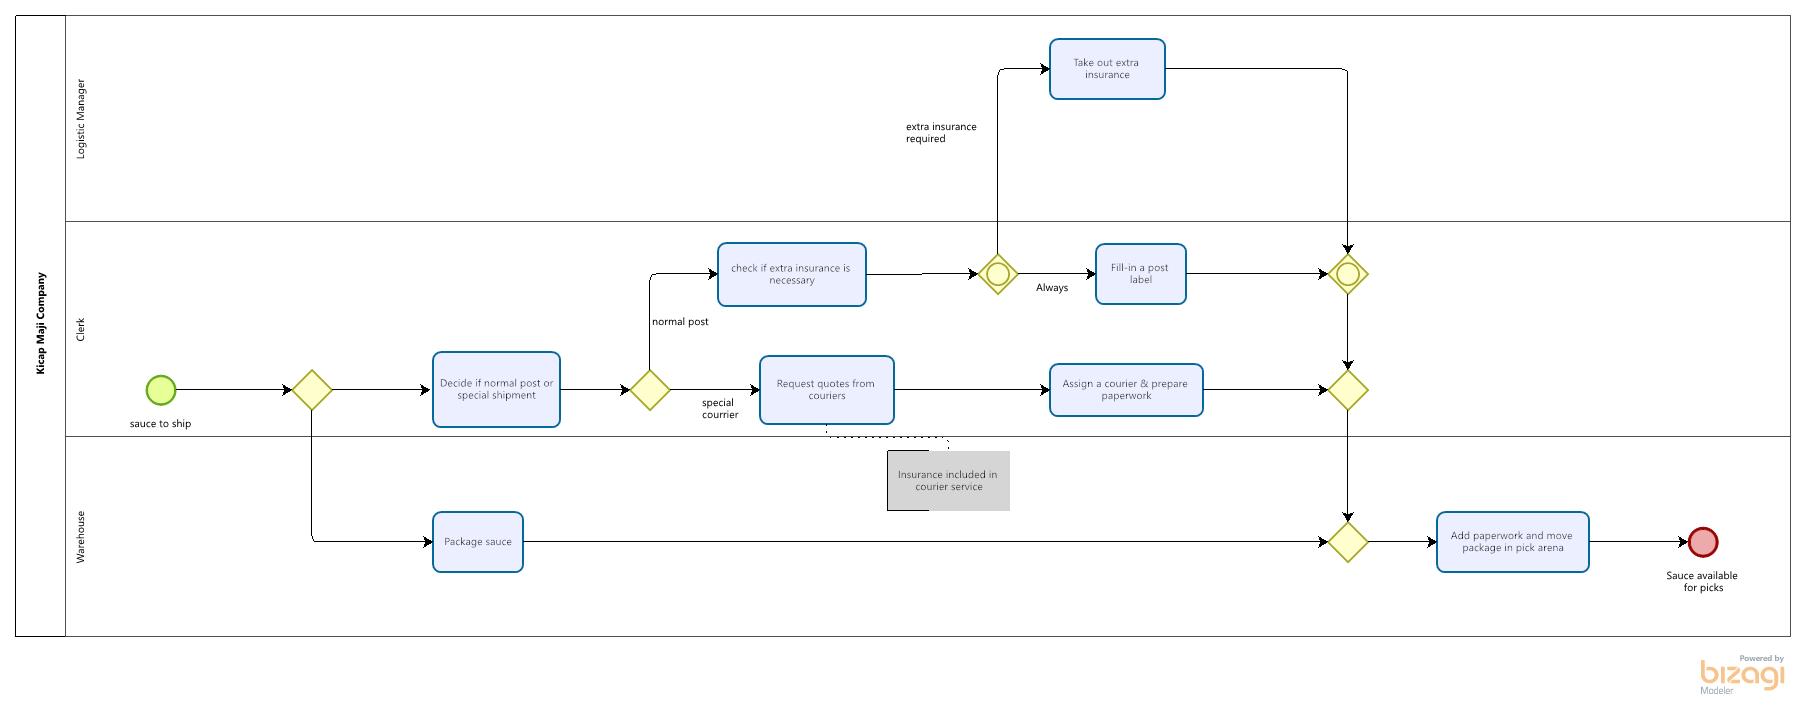 Kicap Maji Company
Logistic Manager
Take out extra
insurance
extra insurance
required
Clerk
check if extra insurance is
necessary
Always
Fill-in a post
label
normal post
sauce to ship
Decide if normal post or
special shipment
special
courrier
Request quotes from
couriers
Assign a courier & prepare
paperwork
Insurance included in
courier service
Warehouse
Package sauce
Add paperwork and move
package in pick arena
Sauce available
for picks
Powered by
bizagi
Modeler